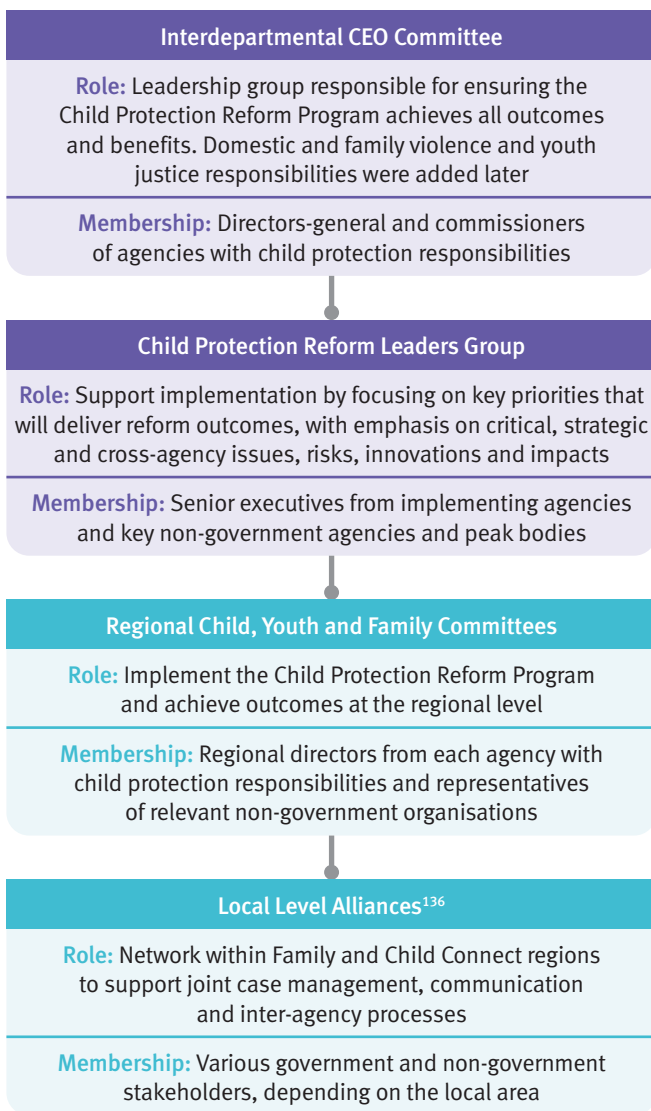 Interdepartmental CEO Committee
Role: Leadership group responsible for ensuring the
Child Protection Reform Program achieves all outcomes
and benefits. Domestic and family violence and youth
justice responsibilities were added later
Membership: Directors-general and commissioners
of agencies with child protection responsibilities
Child Protection Reform Leaders Group
Role: Support implementation by focusing on key priorities that
will deliver reform outcomes, with emphasis on critical, strategic
and cross-agency issues, risks, innovations and impacts
Membership: Senior executives from implementing agencies
and key non-government agencies and peak bodies
Regional Child, Youth and Family Committees
Role: Implement the Child Protection Reform Program
and achieve outcomes at the regional level
Membership: Regional directors from each agency with
child protection responsibilities and representatives
of relevant non-government organisations
Local Level Alliances¹³⁶
Role: Network within Family and Child Connect regions
to support joint case management, communication
and inter-agency processes
Membership: Various government and non-government
stakeholders, depending on the local area